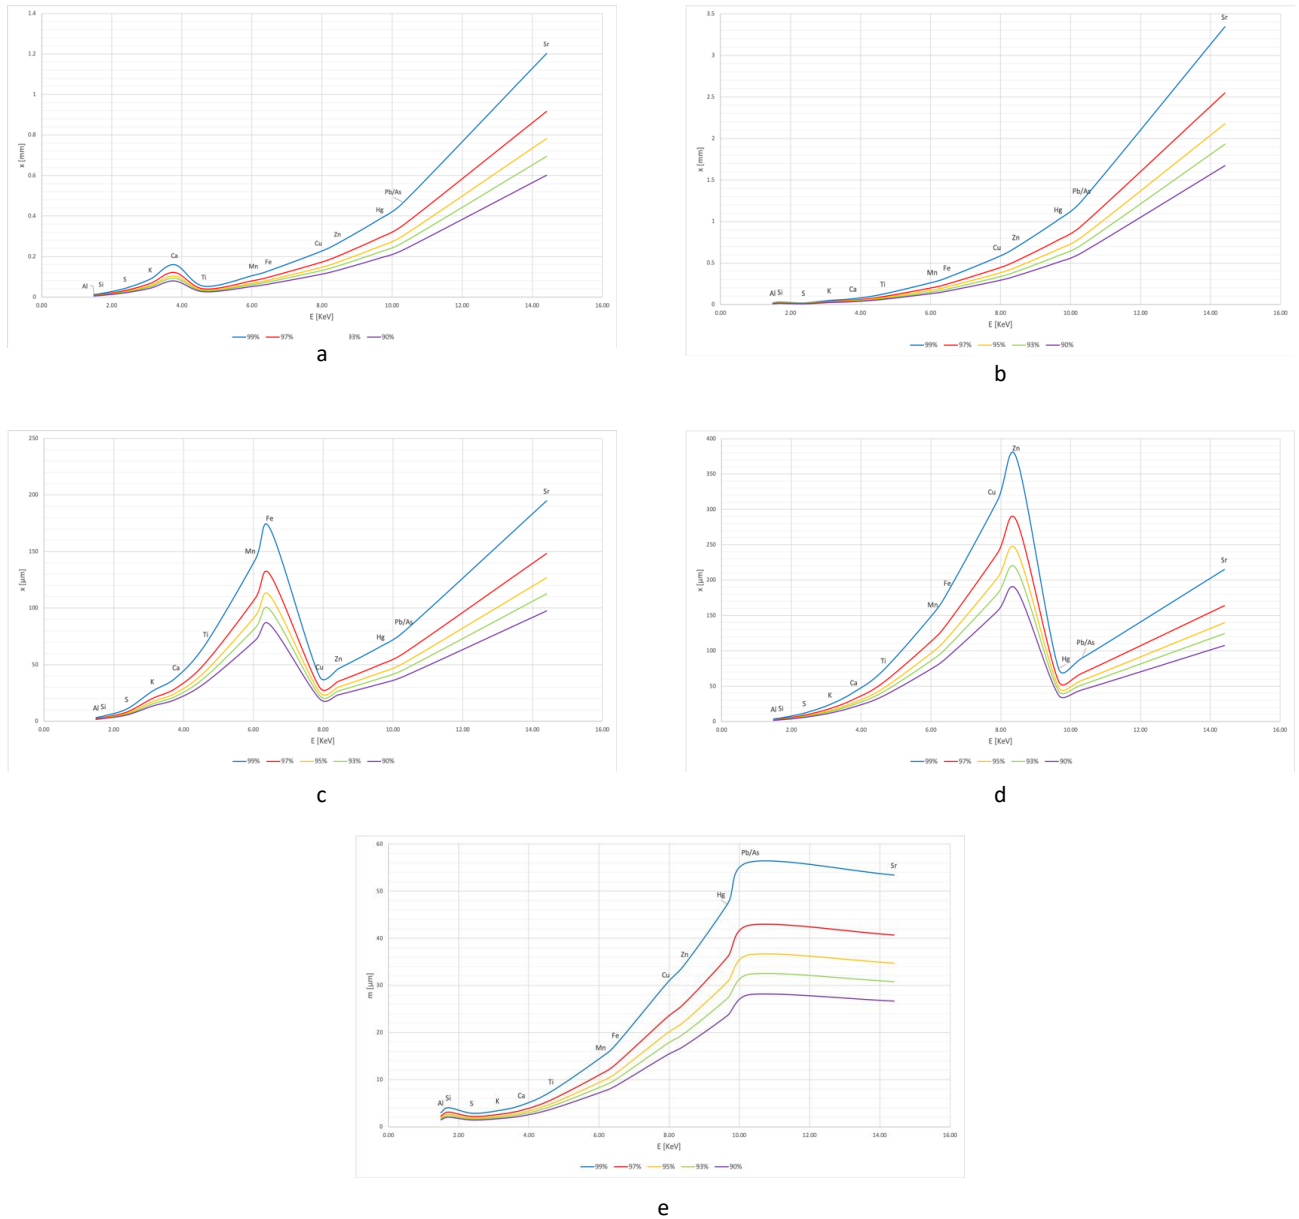 1.4
1.2
1
0.8
0.6
0.4
0.2
0
x [mm]
Al
Si
S
K
Ca
Ti
Mn
Fe
Cu
Zn
Hg
Pb/As
Sr
0.00 2.00 4.00 6.00 8.00 10.00 12.00 14.00 16.00
E [KeV]
99% 97% 93% 90%
a
3.5
3
2.5
2
1.5
1
0.5
0
x [mm]
Al
Si
S
K
Ca
Ti
Mn
Fe
Cu
Zn
Hg
Pb/As
Sr
0.00 2.00 4.00 6.00 8.00 10.00 12.00 14.00 16.00
E [KeV]
99% 97% 95% 93% 90%
b
250
200
150
100
50
0
x [µm]
Al
Si
S
K
Ca
Ti
Mn
Fe
Cu
Zn
Hg
Pb/As
Sr
0.00 2.00 4.00 6.00 8.00 10.00 12.00 14.00 16.00
E [KeV]
99% 97% 95% 93% 90%
c
400
350
300
250
200
150
100
50
0
x [µm]
Al
Si
S
K
Ca
Ti
Mn
Fe
Cu
Zn
Hg
Pb/As
Sr
0.00 2.00 4.00 6.00 8.00 10.00 12.00 14.00 16.00
E [KeV]
99% 97% 95% 93% 90%
d
60
50
40
30
20
10
0
m [µm]
Al
Si
S
K
Ca
Ti
Mn
Fe
Cu
Zn
Hg
Pb/As
Sr
0.00 2.00 4.00 6.00 8.00 10.00 12.00 14.00 16.00
E [KeV]
99% 97% 95% 93% 90%
e